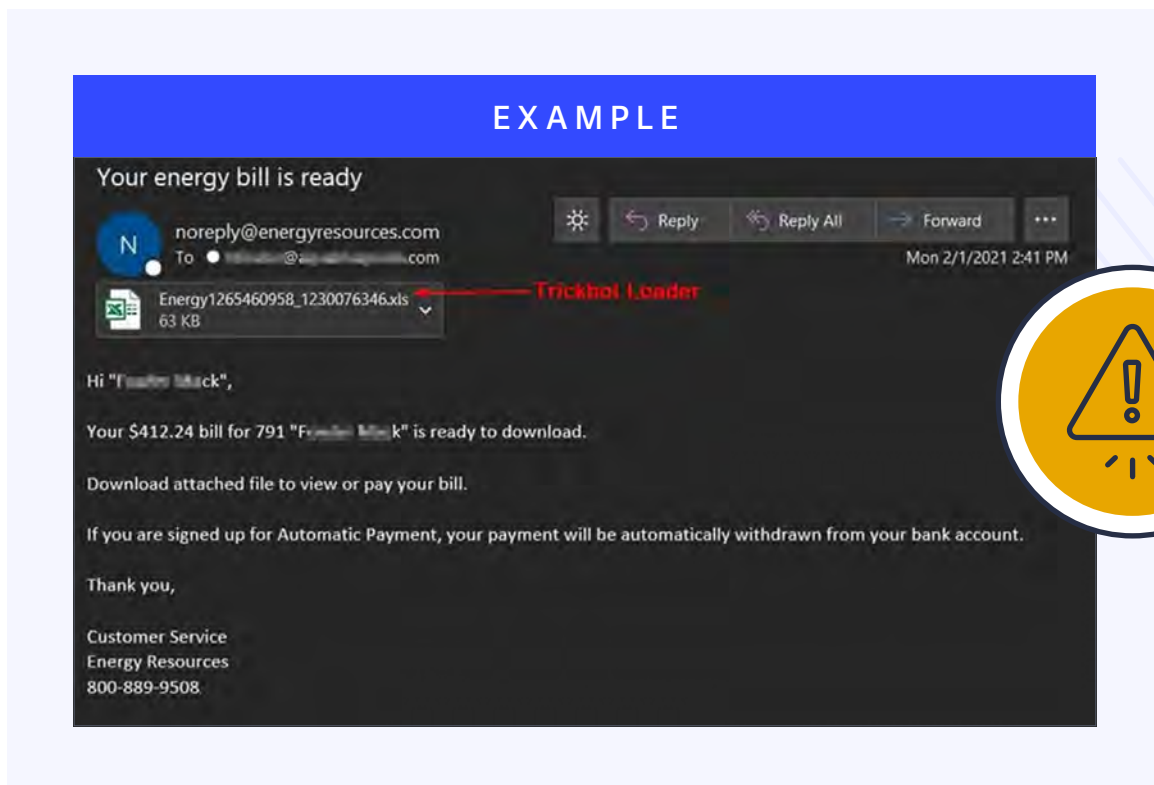 EXAMPLE
Your energy bill is ready
N
noreply@energyresources.com
To
.com
Reply
Reply All
Forward
Mon 2/1/2021 2:41 PM
Energy1265460958_1230076346.xls
63 KB
Trickbot Loader
Hi "
Your $412.24 bill for 791 " is ready to download.
Download attached file to view or pay your bill.
If you are signed up for Automatic Payment, your payment will be automatically withdrawn from your bank account.
Thank you,
Customer Service
Energy Resources
800-889-9508